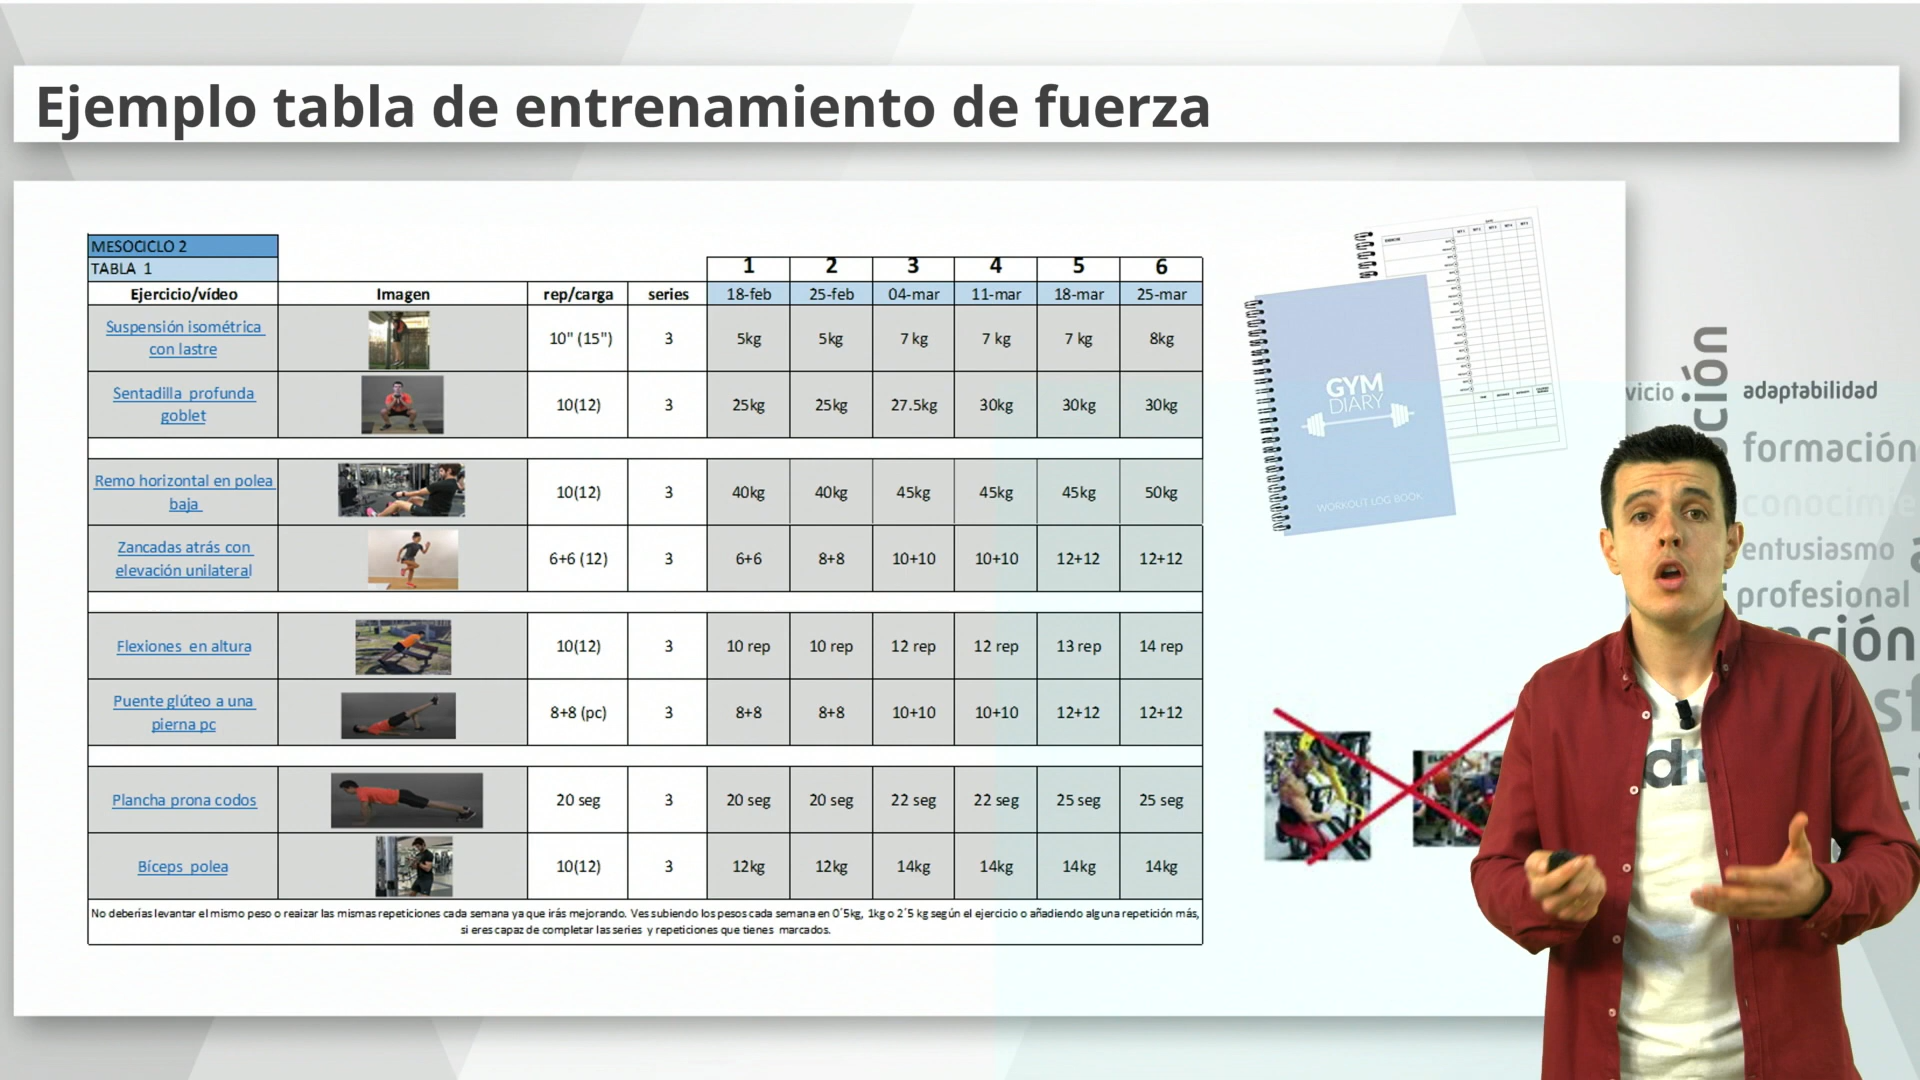 Ejemplo tabla de entrenamiento de fuerza
MESOCICLO 2
TABLA 1
1 2 3 4 5 6
Ejercicio/vídeo Imagen rep/carga series 18-feb 25-feb 04-mar 11-mar 18-mar 25-mar
Suspensión isométrica
con lastre
10" (15") 3 5kg 5kg 7 kg 7 kg 7 kg 8kg
Sentadilla profunda
goblet
10(12) 3 25kg 25kg 27.5kg 30kg 30kg 30kg
Remo horizontal en polea
baja
10(12) 3 40kg 40kg 45kg 45kg 45kg 50kg
Zancadas atrás con
elevación unilateral
6+6 (12) 3 6+6 8+8 10+10 10+10 12+12 12+12
Flexiones en altura 10(12) 3 10 rep 10 rep 12 rep 12 rep 13 rep 14 rep
Puente glúteo a una
pierna pc
8+8 (pc) 3 8+8 8+8 10+10 10+10 12+12 12+12
Plancha prona codos 20 seg 3 20 seg 20 seg 22 seg 22 seg 25 seg 25 seg
Bíceps polea 10(12) 3 12kg 12kg 14kg 14kg 14kg 14kg
No deberías levantar el mismo peso o reaizar las mismas repeticiones cada semana ya que irás mejorando. Ves subiendo los pesos cada semana en 0´5kg, 1kg o 2´5 kg según el ejercicio o añadiendo alguna repetición más,
si eres capaz de completar las series y repeticiones que tienes marcados.
GYM
DIARY
WORKOUT LOG BOOK
vicio
ción
adaptabilidad
formación
conocimie
entusiasmo
profesional